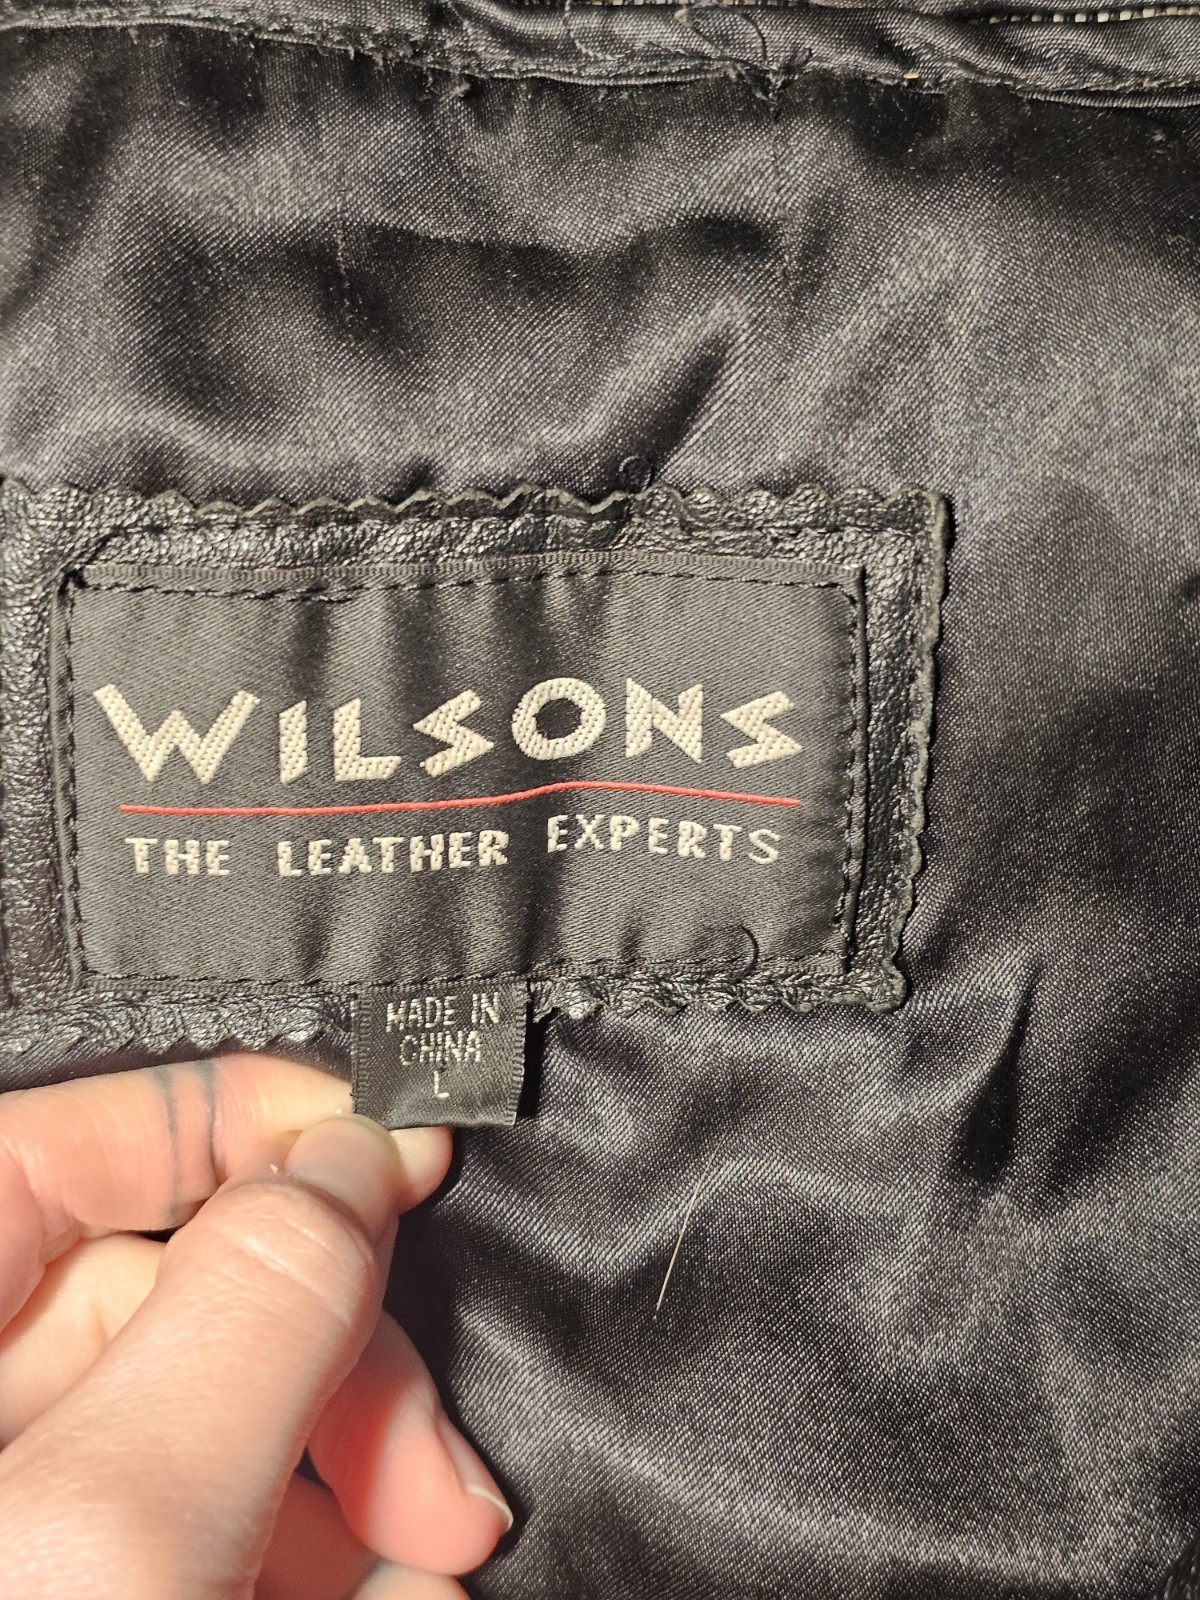 WILSONS
THE LEATHER EXPERTS
MADE IN
CHINA
L